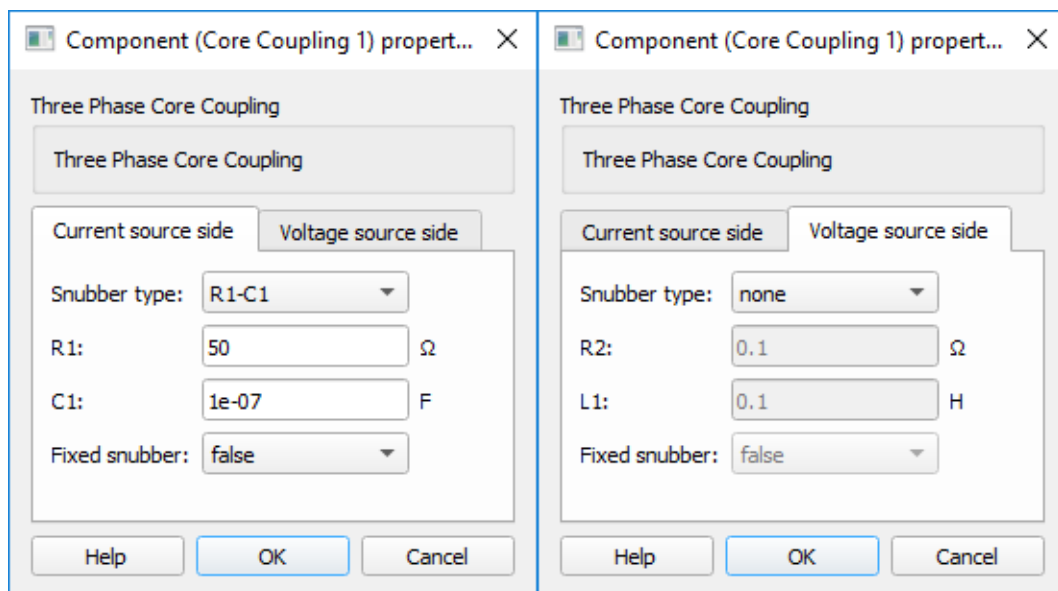 Component (Core Coupling 1) propert...
Three Phase Core Coupling
Three Phase Core Coupling
Current source side
Voltage source side
Snubber type: R1-C1
R1: 50 Ω
C1: 1e-07 F
Fixed snubber: false
Help
OK
Cancel
Component (Core Coupling 1) propert...
Three Phase Core Coupling
Three Phase Core Coupling
Current source side
Voltage source side
Snubber type: none
R2: 0.1 Ω
L1: 0.1 H
Fixed snubber: false
Help
OK
Cancel